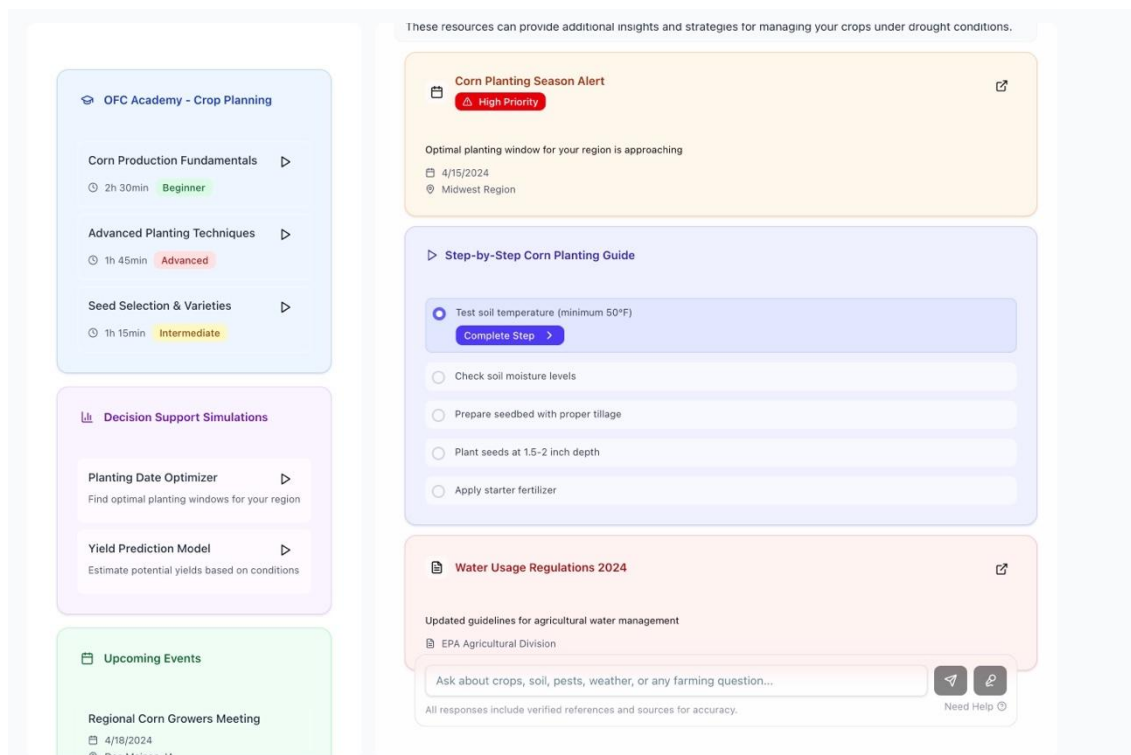 These resources can provide additional insights and strategies for managing your crops under drought conditions.
OFC Academy - Crop Planning
Corn Production Fundamentals
2h 30min Beginner
Advanced Planting Techniques
1h 45min Advanced
Seed Selection & Varieties
1h 15min Intermediate
Decision Support Simulations
Planting Date Optimizer
Find optimal planting windows for your region
Yield Prediction Model
Estimate potential yields based on conditions
Upcoming Events
Regional Corn Growers Meeting
4/18/2024
Corn Planting Season Alert
High Priority
Optimal planting window for your region is approaching
4/15/2024
Midwest Region
Step-by-Step Corn Planting Guide
Test soil temperature (minimum 50°F)
Complete Step
Check soil moisture levels
Prepare seedbed with proper tillage
Plant seeds at 1.5-2 inch depth
Apply starter fertilizer
Water Usage Regulations 2024
Updated guidelines for agricultural water management
EPA Agricultural Division
Ask about crops, soil, pests, weather, or any farming question...
All responses include verified references and sources for accuracy.
Need Help